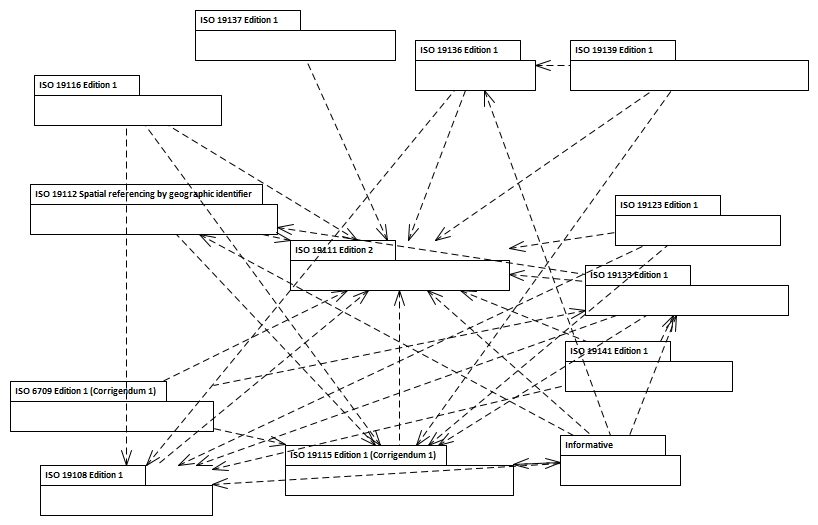 ISO 19137 Edition 1
ISO 19136 Edition 1
ISO 19139 Edition 1
ISO 19116 Edition 1
ISO 19112 Spatial referencing by geographic identifier
ISO 19123 Edition 1
ISO 19111 Edition 2
ISO 19133 Edition 1
ISO 19141 Edition 1
ISO 6709 Edition 1 (Corrigendum 1)
Informative
ISO 19115 Edition 1 (Corrigendum 1)
ISO 19108 Edition 1